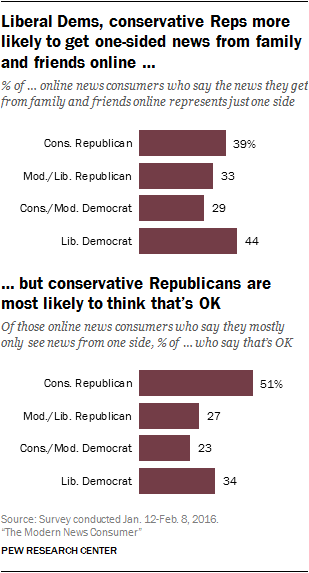 Liberal Dems, conservative Reps more
likely to get one-sided news from family
and friends online ...
% of ... online news consumers who say the news they get
from family and friends online represents just one side
Cons. Republican 39%
Mod./Lib. Republican 33
Cons./Mod. Democrat 29
Lib. Democrat 44
... but conservative Republicans are
most likely to think that's OK
Of those online news consumers who say they mostly
only see news from one side, % of ... who say that's OK
Cons. Republican 51%
Mod./Lib. Republican 27
Cons./Mod. Democrat 23
Lib. Democrat 34
Source: Survey conducted Jan. 12-Feb. 8, 2016.
"The Modern News Consumer"
PEW RESEARCH CENTER